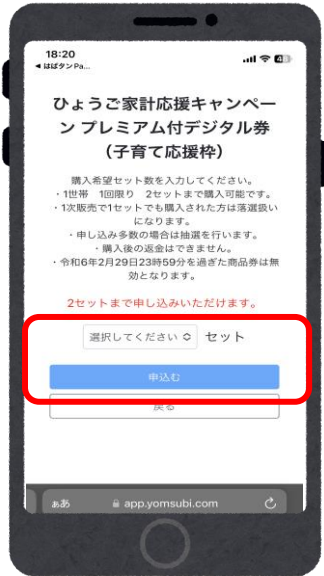 18:20
◀ はばタンPa...
ひょうご家計応援キャンペー
ン プレミアム付デジタル券
（子育て応援枠）
購入希望セット数を入力してください。
・1世帯 1回限り 2セットまで購入可能です。
・1次販売で1セットでも購入された方は落選扱い
になります。
・申し込み多数の場合は抽選を行います。
・購入後の返金はできません。
・令和6年2月29日23時59分を過ぎた商品券は無
効となります。
2セットまで申し込みいただけます。
選択してください セット
申込む
戻る
ぁあ app.yomsubi.com